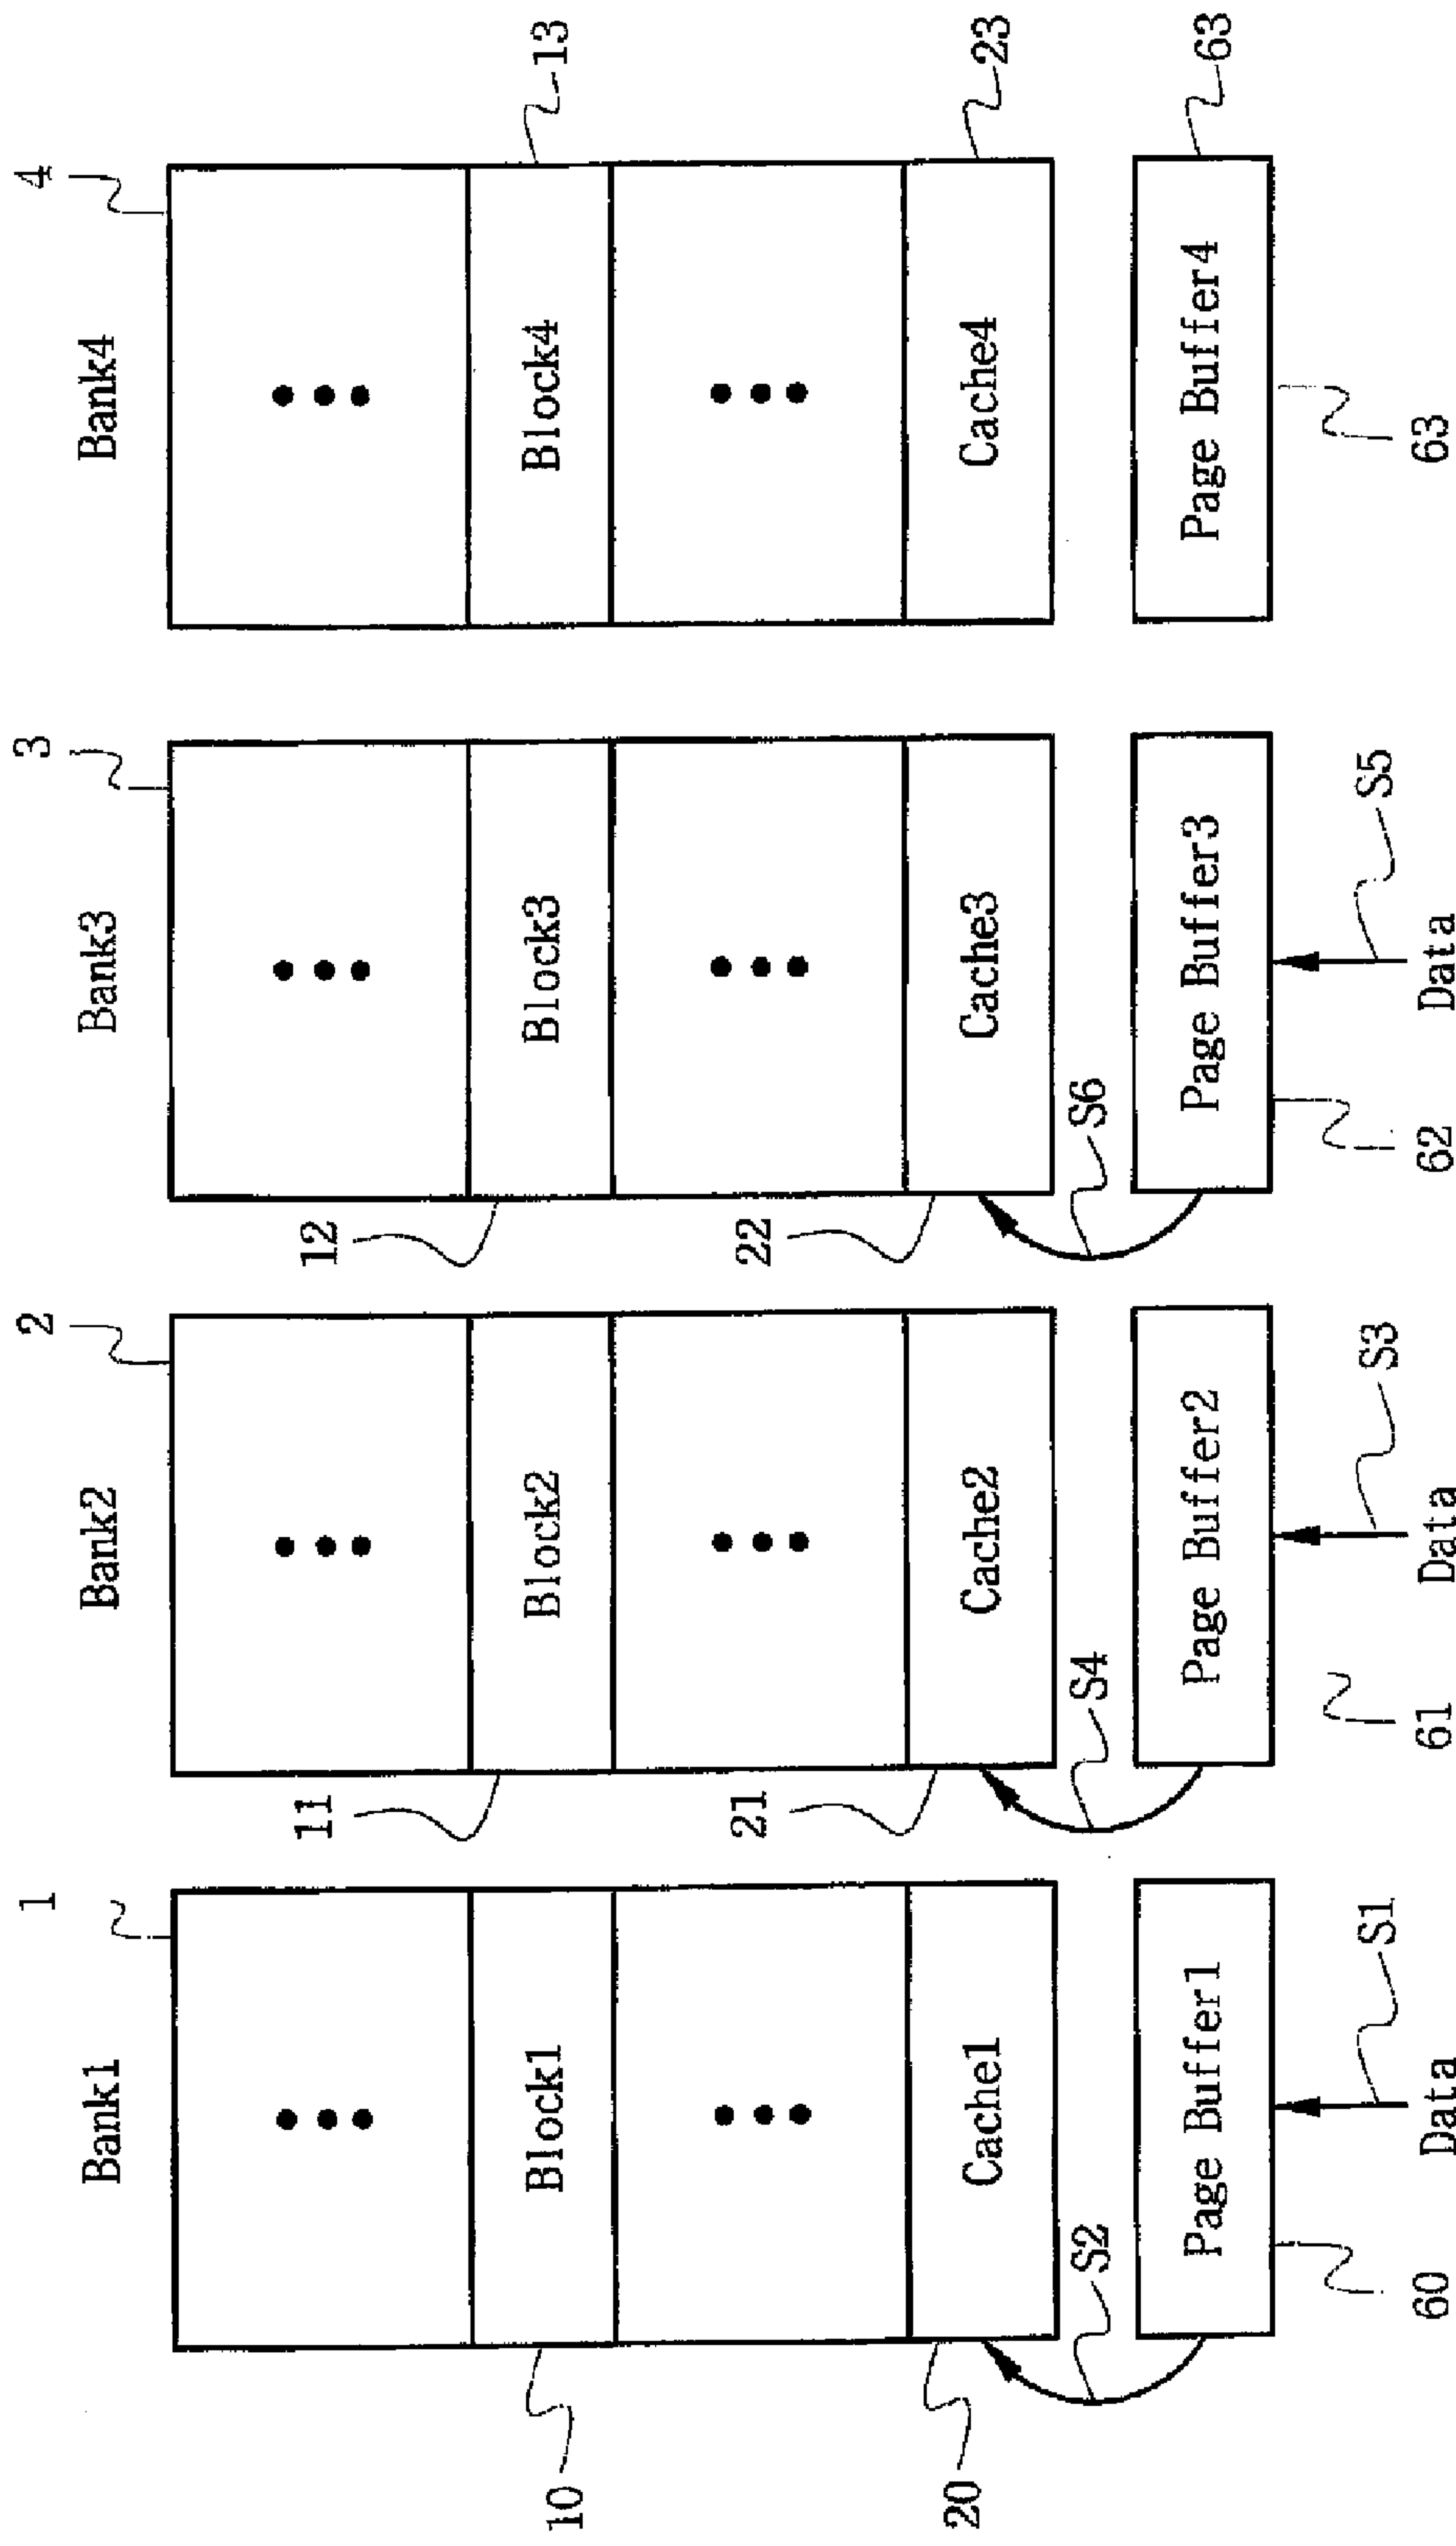 1
2
3
4
Bank1
Bank2
Bank3
Bank4
10
Block1
11
Block2
12
Block3
Block4
13
20
Cache1
21
Cache2
22
Cache3
Cache4
23
S2
S4
S6
Page Buffer1
Page Buffer2
Page Buffer3
Page Buffer4
63
60
S1
61
S3
62
S5
63
Data
Data
Data